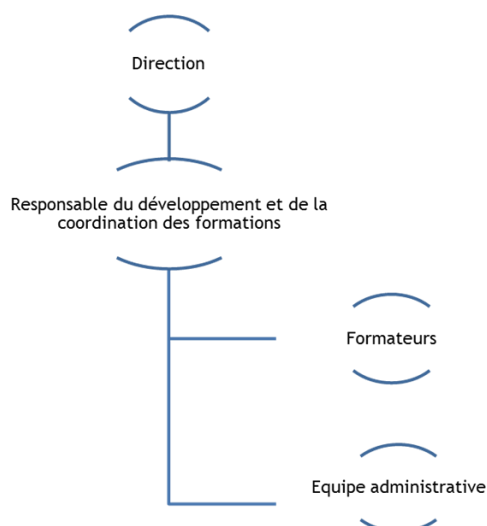 Direction
Responsable du développement et de la
coordination des formations
Formateurs
Equipe administrative